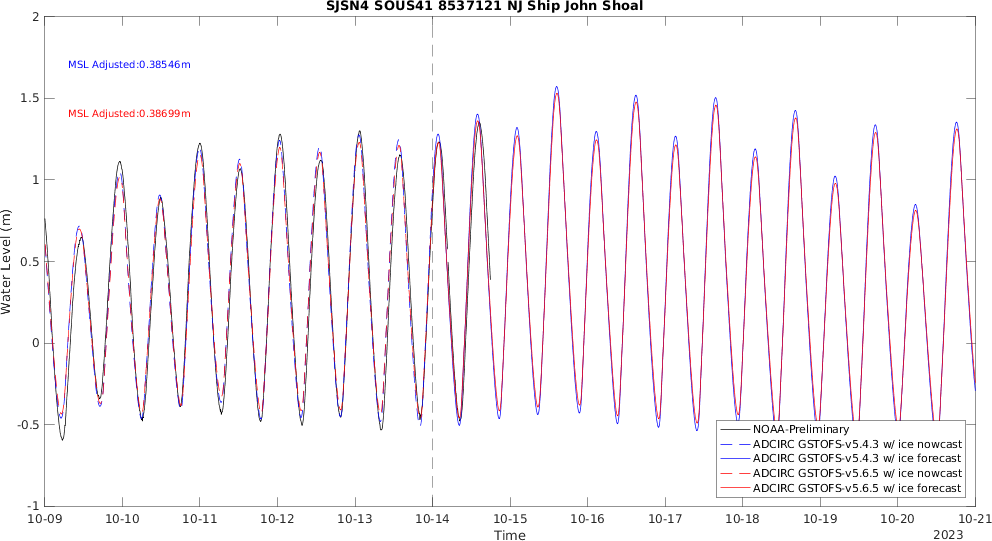 SJSN4 SOUS41 8537121 NJ Ship John Shoal
2
MSL Adjusted:0.38546m
1.5
MSL Adjusted:0.38699m
1
0.5
0
-0.5
-1
Water Level (m)
NOAA-Preliminary
ADCIRC GSTOFS-v5.4.3 w/ ice nowcast
ADCIRC GSTOFS-v5.4.3 w/ ice forecast
ADCIRC GSTOFS-v5.6.5 w/ ice nowcast
ADCIRC GSTOFS-v5.6.5 w/ ice forecast
10-09 10-10 10-11 10-12 10-13 10-14 10-15 10-16 10-17 10-18 10-19 10-20 10-21
Time
2023